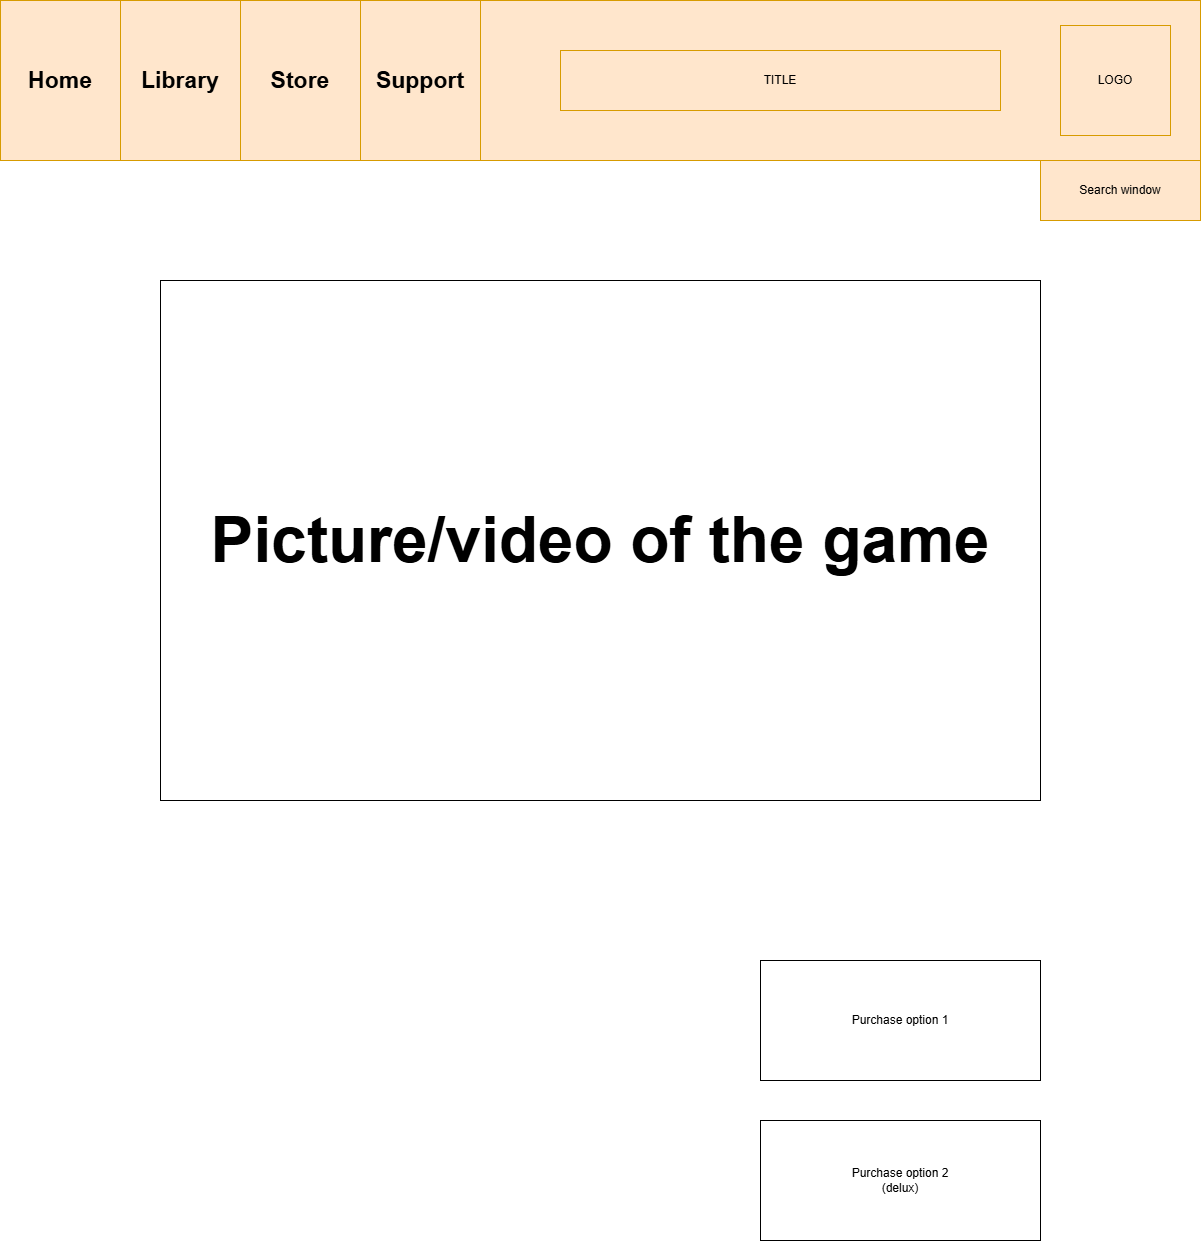 Home
Library
Store
Support
TITLE
LOGO
Search window
Picture/video of the game
Purchase option 1
Purchase option 2
(delux)